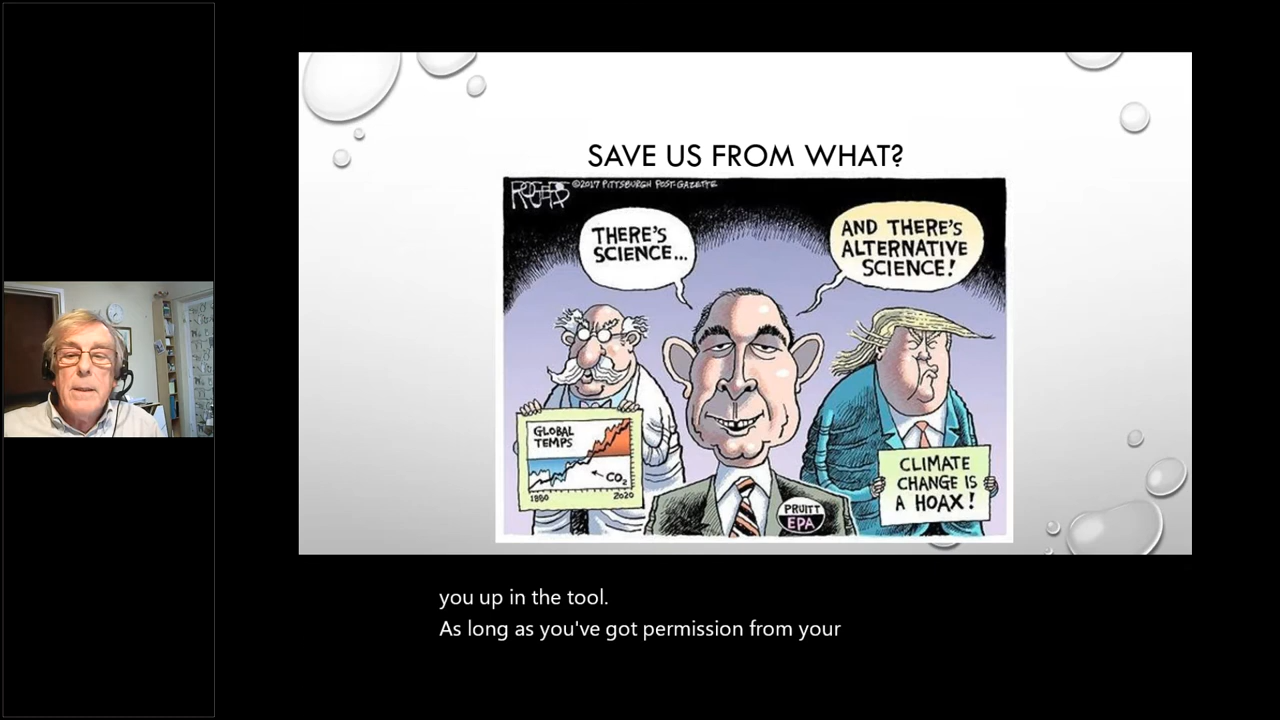 SAVE US FROM WHAT?
ROGERS ©2017 PITTSBURGH POST-GAZETTE
THERE'S
SCIENCE...
AND THERE'S
ALTERNATIVE
SCIENCE!
GLOBAL
TEMPS
CO2
1880
2020
PRUITT
EPA
CLIMATE
CHANGE IS
A HOAX!
you up in the tool.
As long as you've got permission from your